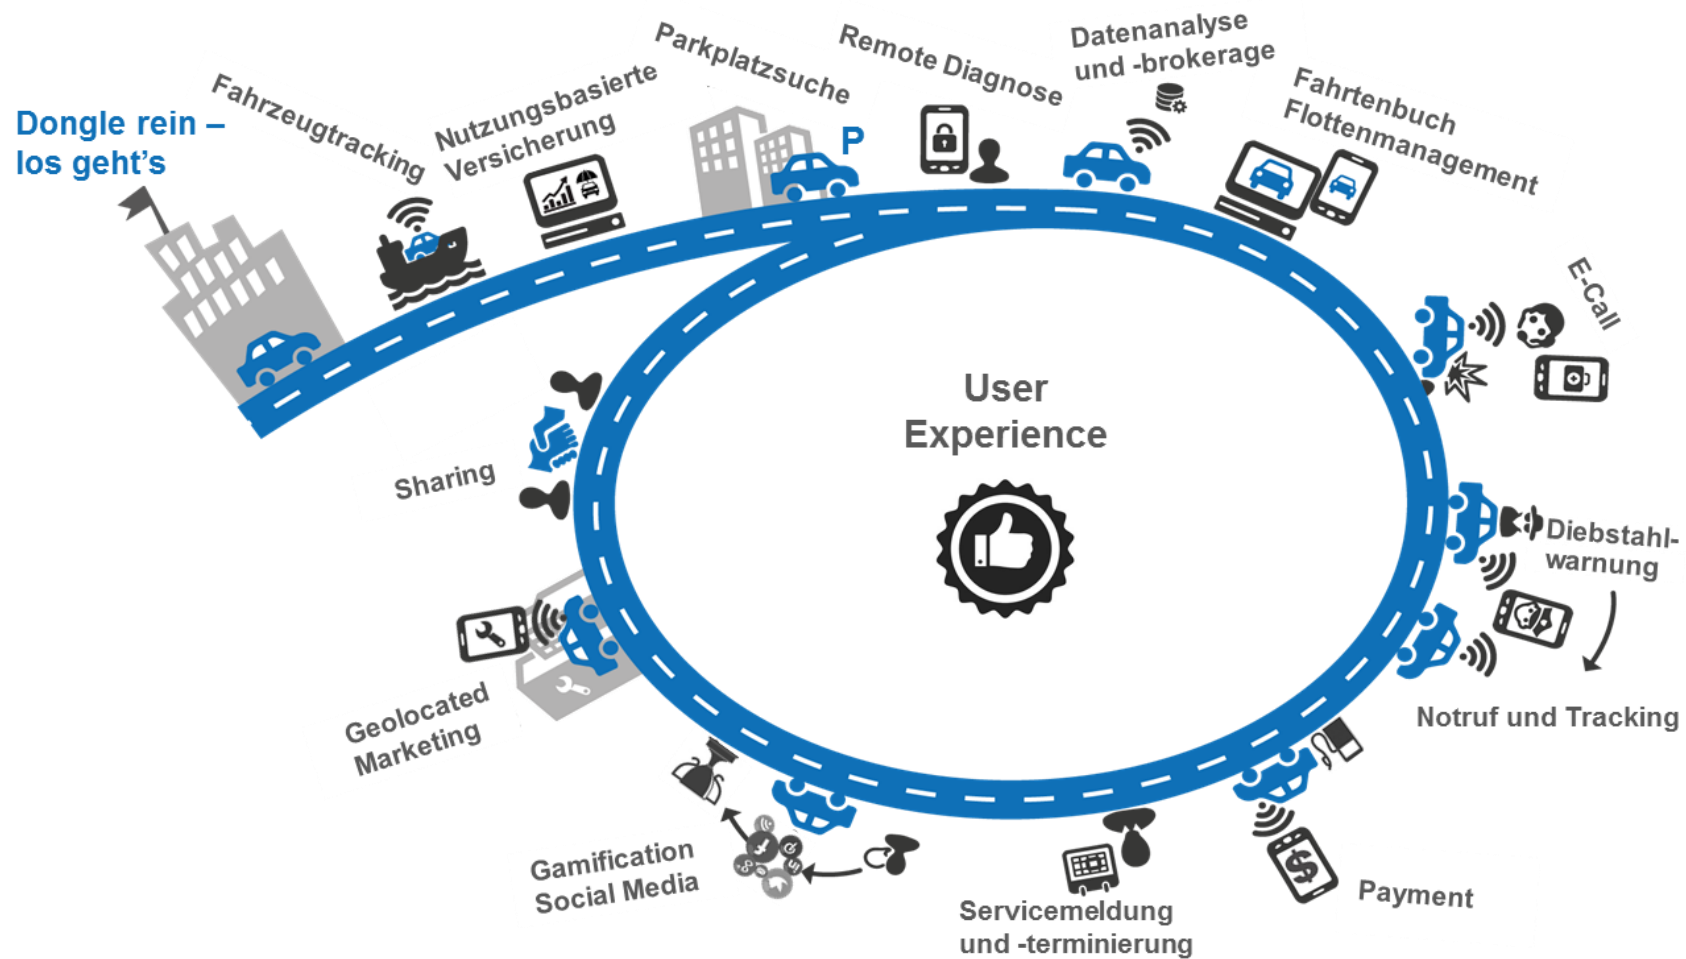 Dongle rein –
los geht's
Fahrzeugtracking
Nutzungsbasierte
Versicherung
Parkplatzsuche
P
Remote Diagnose
Datenanalyse
und -brokerage
Fahrtenbuch
Flottenmanagement
E-Call
Diebstahl-
warnung
Notruf und Tracking
Payment
$
Servicemeldung
und -terminierung
Gamification
Social Media
Geolocated
Marketing
Sharing
User
Experience